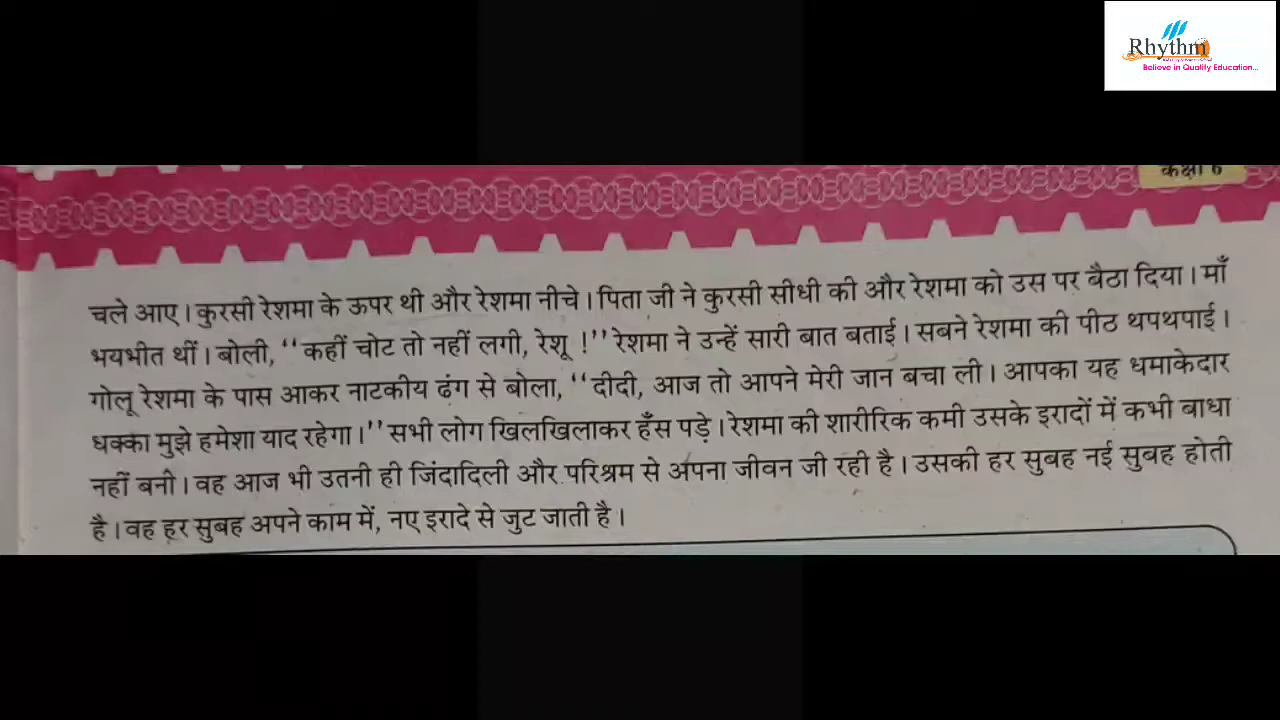 Rhythm
Believe in Quality Education...
कक्षा 6
चले आए। कुरसी रेशमा के ऊपर थी और रेशमा नीचे। पिता जी ने कुरसी सीधी की और रेशमा को उस पर बैठा दिया। माँ
भयभीत थीं। बोली, “कहीं चोट तो नहीं लगी, रेशू !” रेशमा ने उन्हें सारी बात बताई। सबने रेशमा की पीठ थपथपाई।
गोलू रेशमा के पास आकर नाटकीय ढंग से बोला, “दीदी, आज तो आपने मेरी जान बचा ली। आपका यह धमाकेदार
धक्का मुझे हमेशा याद रहेगा।” सभी लोग खिलखिलाकर हँस पड़े। रेशमा की शारीरिक कमी उसके इरादों में कभी बाधा
नहीं बनी। वह आज भी उतनी ही जिंदादिली और परिश्रम से अपना जीवन जी रही है। उसकी हर सुबह नई सुबह होती
है। वह हर सुबह अपने काम में, नए इरादे से जुट जाती है।